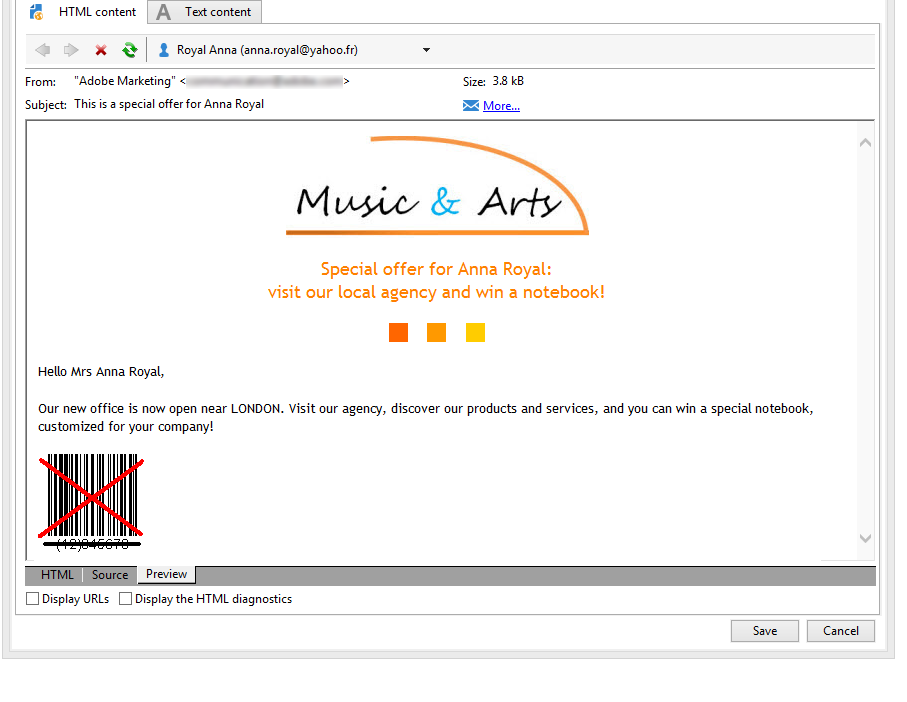 HTML content
Text content
Royal Anna (anna.royal@yahoo.fr)
From: "Adobe Marketing" < >
Size: 3.8 kB
Subject: This is a special offer for Anna Royal
More...
Music & Arts
Special offer for Anna Royal:
visit our local agency and win a notebook!
Hello Mrs Anna Royal,
Our new office is now open near LONDON. Visit our agency, discover our products and services, and you can win a special notebook,
customized for your company!
HTML Source Preview
Display URLs Display the HTML diagnostics
Save Cancel